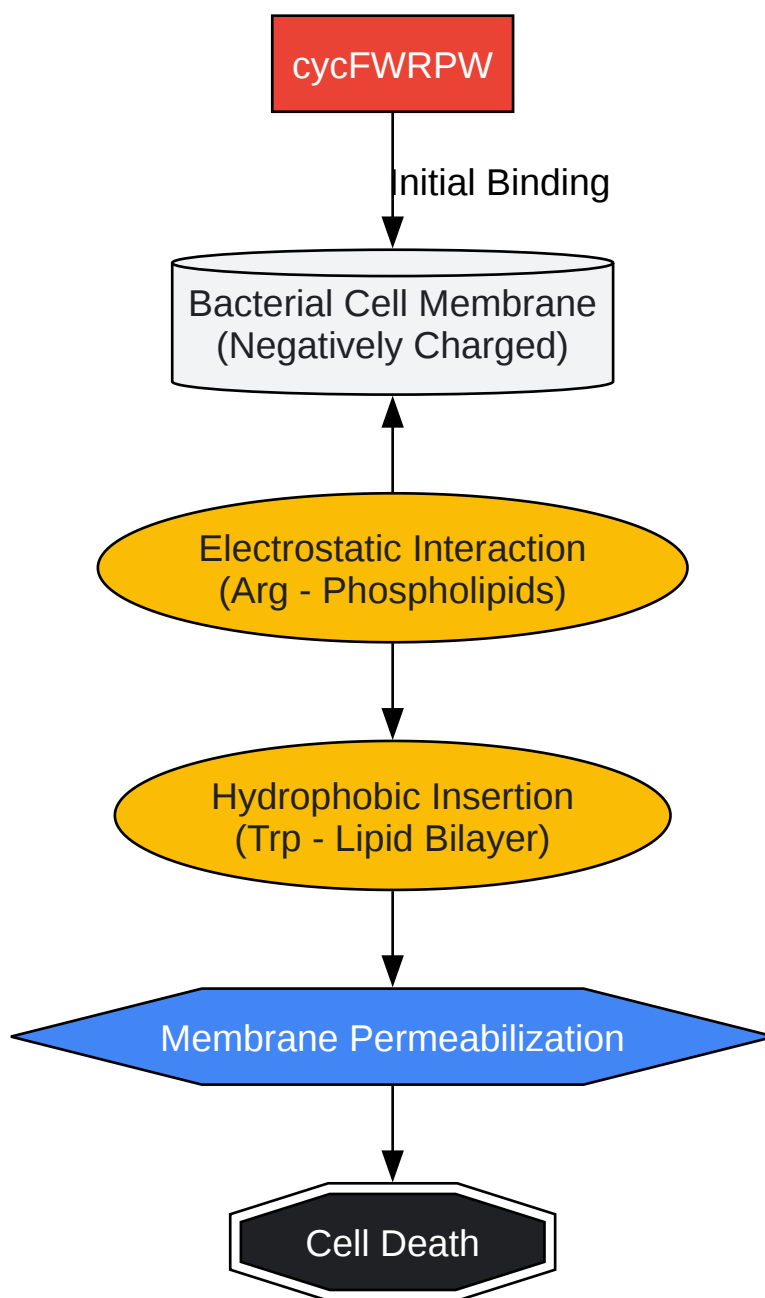 cycFWRPW
Initial Binding
Bacterial Cell Membrane
(Negatively Charged)
Electrostatic Interaction
(Arg - Phospholipids)
Hydrophobic Insertion
(Trp - Lipid Bilayer)
Membrane Permeabilization
Cell Death